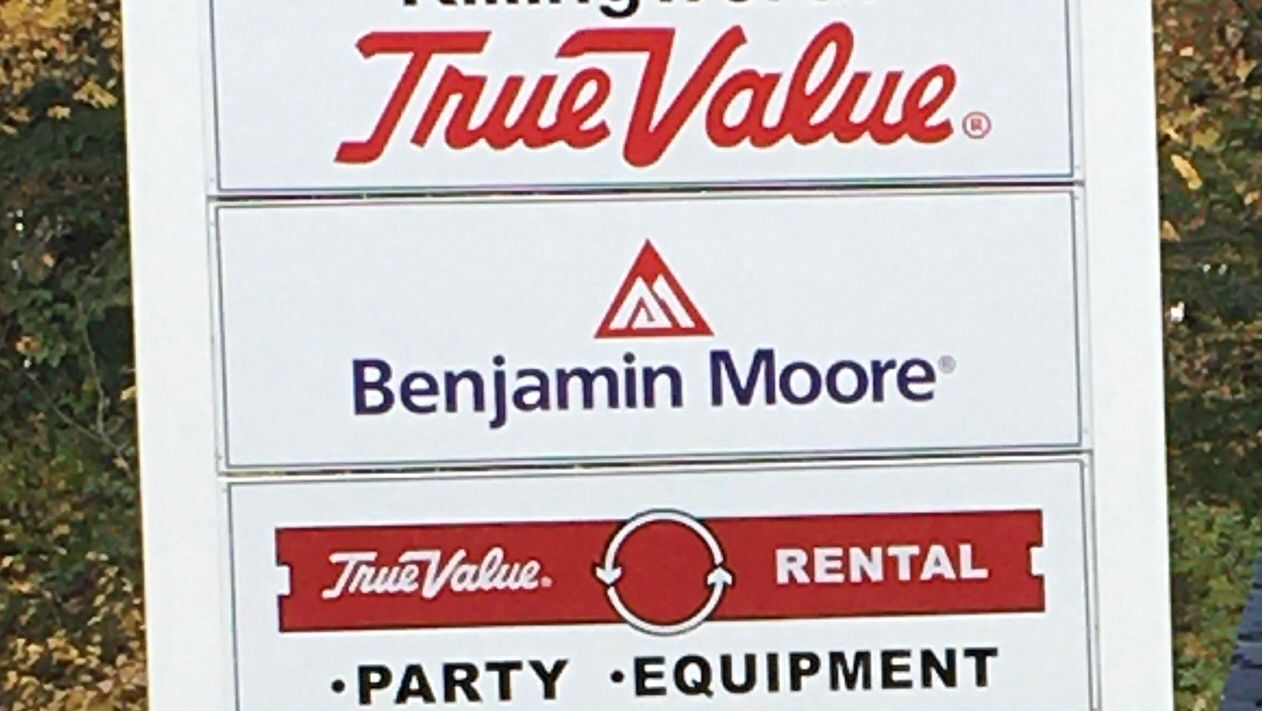 True Value®
Benjamin Moore®
True Value® RENTAL
•PARTY •EQUIPMENT